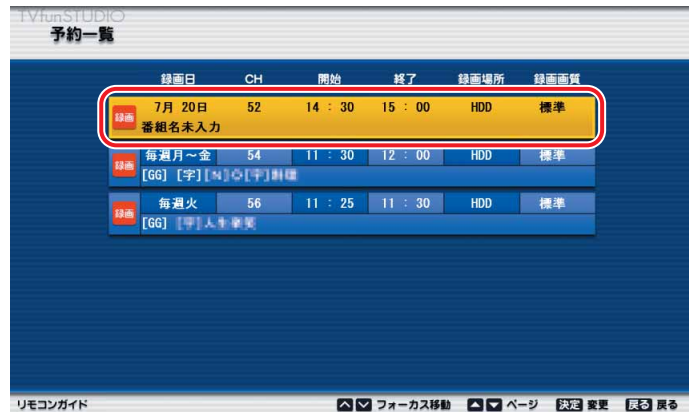 TVfunSTUDIO
予約一覧
録画日 CH 開始 終了 録画場所 録画画質
録画 7月 20日 52 14 : 30 15 : 00 HDD 標準
番組名未入力
録画 毎週月～金 54 11 : 30 12 : 00 HDD 標準
[GG] [字]
録画 毎週火 56 11 : 25 11 : 30 HDD 標準
[GG]
リモコンガイド フォーカス移動 ページ 決定 変更 戻る 戻る